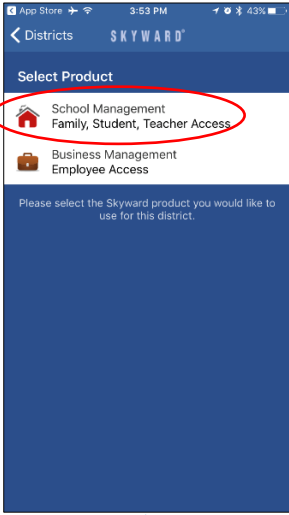 App Store 3:53 PM 43%
Districts SKYWARD®
Select Product
School Management
Family, Student, Teacher Access
Business Management
Employee Access
Please select the Skyward product you would like to
use for this district.